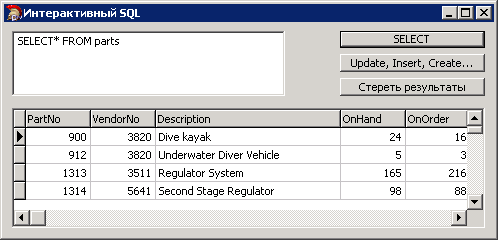 Интерактивный SQL
SELECT* FROM parts
SELECT
Update, Insert, Create...
Стереть результаты
PartNo VendorNo Description OnHand OnOrder
900 3820 Dive kayak 24 16
912 3820 Underwater Diver Vehicle 5 3
1313 3511 Regulator System 165 216
1314 5641 Second Stage Regulator 98 88